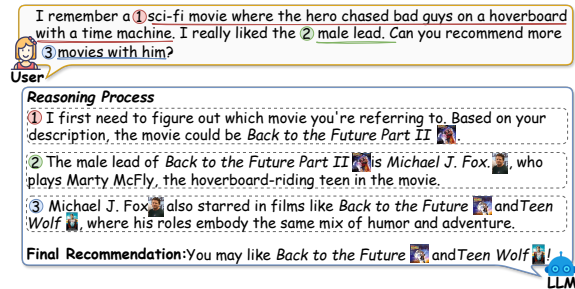 I remember a ① sci-fi movie where the hero chased bad guys on a hoverboard
with a time machine. I really liked the ② male lead. Can you recommend more
③ movies with him?
User
Reasoning Process
① I first need to figure out which movie you're referring to. Based on your
description, the movie could be Back to the Future Part II .
② The male lead of Back to the Future Part II is Michael J. Fox. , who
plays Marty McFly, the hoverboard-riding teen in the movie.
③ Michael J. Fox also starred in films like Back to the Future and Teen
Wolf , where his roles embody the same mix of humor and adventure.
Final Recommendation: You may like Back to the Future and Teen Wolf !
LLM